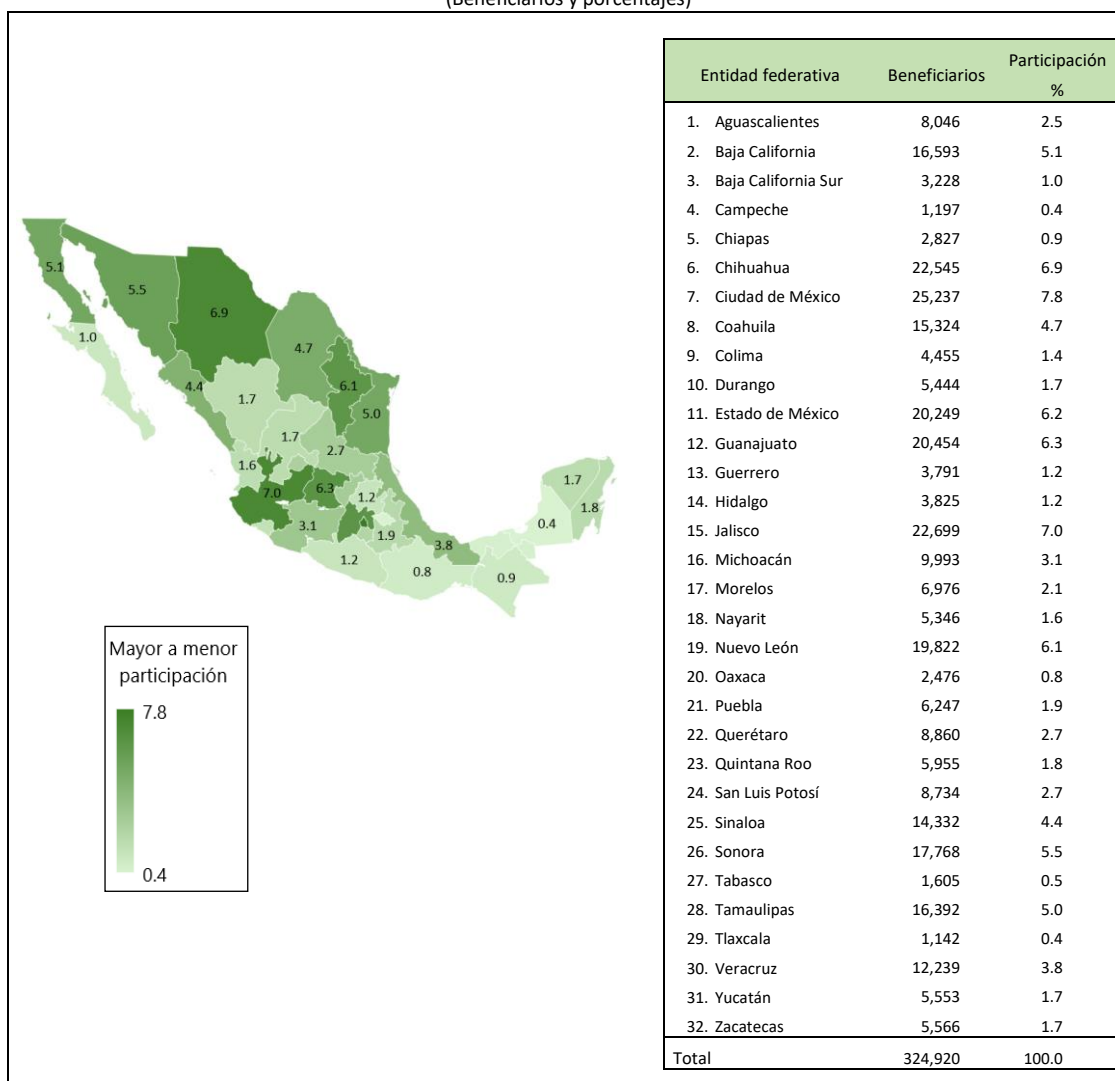 (Beneficiarios y porcentajes)
Entidad federativa Beneficiarios Participación
%
1. Aguascalientes 8,046 2.5
2. Baja California 16,593 5.1
3. Baja California Sur 3,228 1.0
4. Campeche 1,197 0.4
5. Chiapas 2,827 0.9
6. Chihuahua 22,545 6.9
7. Ciudad de México 25,237 7.8
8. Coahuila 15,324 4.7
9. Colima 4,455 1.4
10. Durango 5,444 1.7
11. Estado de México 20,249 6.2
12. Guanajuato 20,454 6.3
13. Guerrero 3,791 1.2
14. Hidalgo 3,825 1.2
15. Jalisco 22,699 7.0
16. Michoacán 9,993 3.1
17. Morelos 6,976 2.1
18. Nayarit 5,346 1.6
19. Nuevo León 19,822 6.1
20. Oaxaca 2,476 0.8
21. Puebla 6,247 1.9
22. Querétaro 8,860 2.7
23. Quintana Roo 5,955 1.8
24. San Luis Potosí 8,734 2.7
25. Sinaloa 14,332 4.4
26. Sonora 17,768 5.5
27. Tabasco 1,605 0.5
28. Tamaulipas 16,392 5.0
29. Tlaxcala 1,142 0.4
30. Veracruz 12,239 3.8
31. Yucatán 5,553 1.7
32. Zacatecas 5,566 1.7
Total 324,920 100.0
5.1
5.5
6.9
1.0
4.7
4.4
6.1
1.7
5.0
1.7
2.7
1.6
7.0
6.3
1.2
1.7
1.8
3.1
1.9
0.4
3.8
1.2
0.8
0.9
Mayor a menor
participación
7.8
0.4